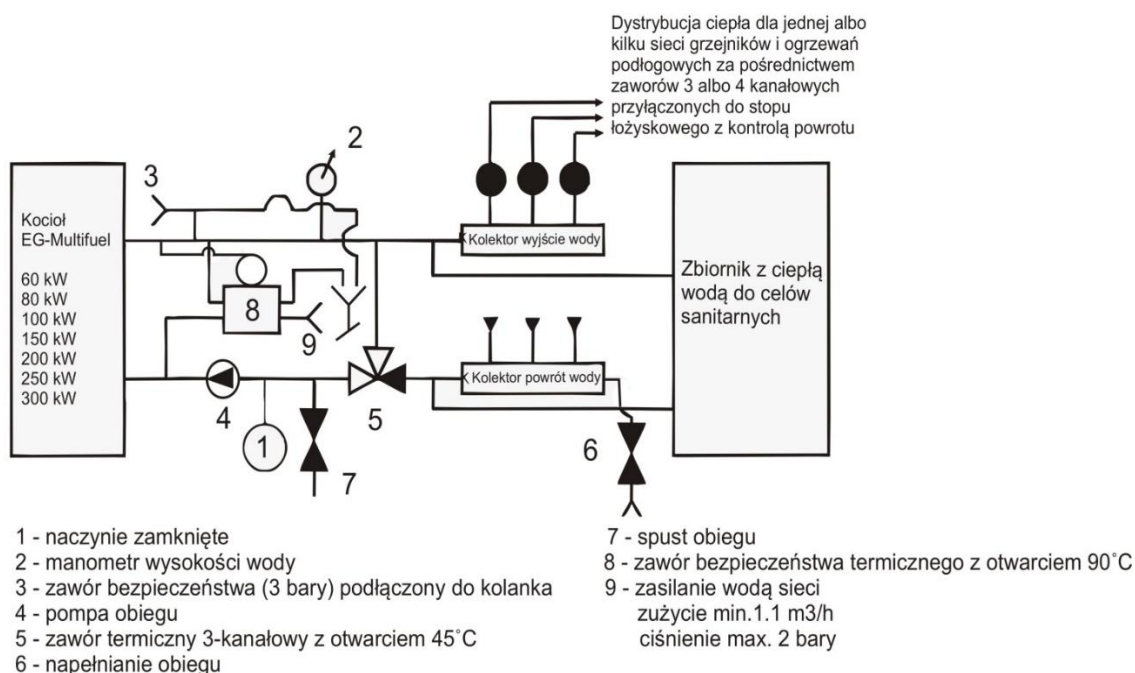 Dystrybucja ciepła dla jednej albo
kilku sieci grzejników i ogrzewań
podłogowych za pośrednictwem
zaworów 3 albo 4 kanałowych
przyłączonych do stopu
łożyskowego z kontrolą powrotu
2
3
Kocioł
EG-Multifuel
60 kW
80 kW
100 kW
150 kW
200 kW
250 kW
300 kW
Kolektor wyjście wody
Zbiornik z ciepłą
wodą do celów
sanitarnych
8
9
Kolektor powrót wody
4
5
1
6
7
1 - naczynie zamknięte
2 - manometr wysokości wody
3 - zawór bezpieczeństwa (3 bary) podłączony do kolanka
4 - pompa obiegu
5 - zawór termiczny 3-kanałowy z otwarciem 45°C
6 - napełnianie obiegu
7 - spust obiegu
8 - zawór bezpieczeństwa termicznego z otwarciem 90°C
9 - zasilanie wodą sieci
zużycie min.1.1 m3/h
ciśnienie max. 2 bary